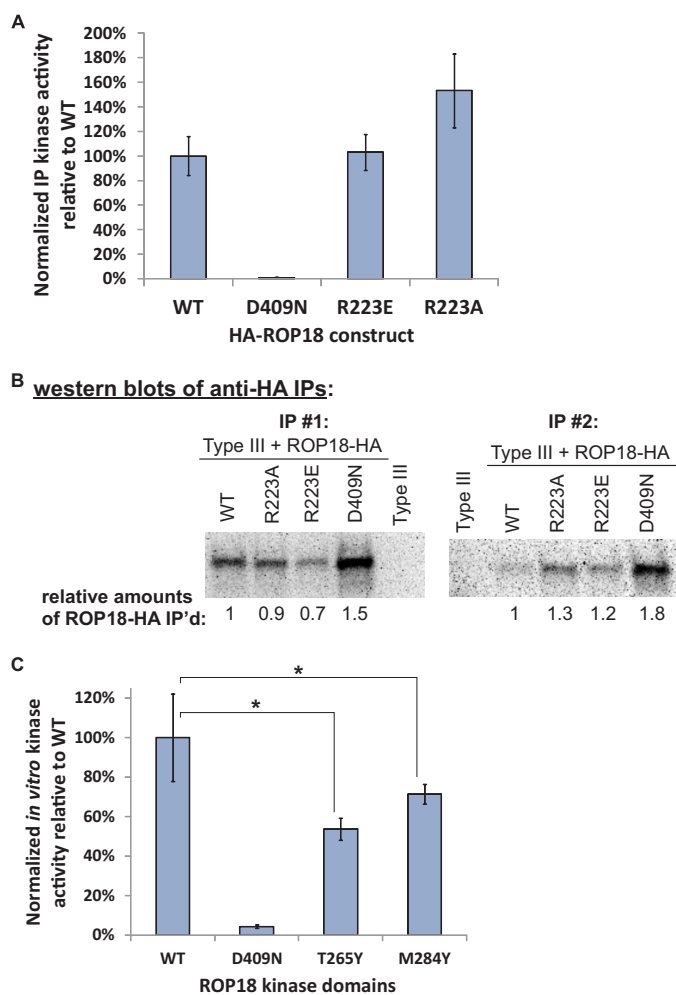 A
Normalized IP kinase activity
relative to WT
200%
180%
160%
140%
120%
100%
80%
60%
40%
20%
0%
WT D409N R223E R223A
HA-ROP18 construct
B western blots of anti-HA IPs:
IP #1:
Type III + ROP18-HA
WT R223A R223E D409N Type III
IP #2:
Type III + ROP18-HA
Type III WT R223A R223E D409N
relative amounts
of ROP18-HA IP'd: 1 0.9 0.7 1.5 1 1.3 1.2 1.8
C
Normalized in vitro kinase
activity relative to WT
120%
100%
80%
60%
40%
20%
0%
*
*
WT D409N T265Y M284Y
ROP18 kinase domains